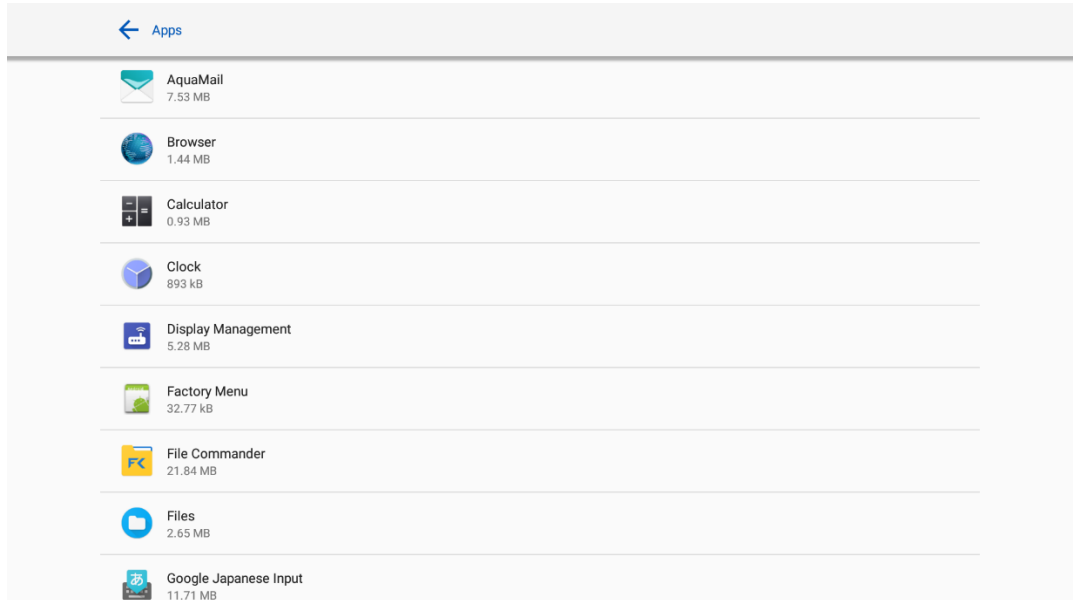 Apps
AquaMail
7.53 MB
Browser
1.44 MB
Calculator
0.93 MB
Clock
893 kB
Display Management
5.28 MB
Factory Menu
32.77 kB
File Commander
21.84 MB
Files
2.65 MB
あ
Google Japanese Input
11.71 MB